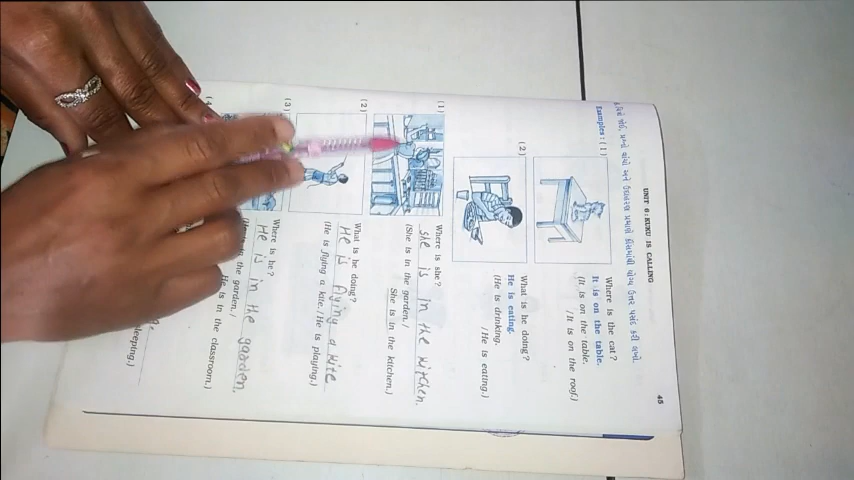 UNIT 6 : KUKU IS CALLING
45
Examples : (1)
Where is the cat ?
It is on the table.
(It is on the table.
/ It is on the roof.)
(2)
What is he doing ?
He is eating.
(He is drinking.
/ He is eating.)
(1)
Where is she ?
She is in the kitchen.
(She is in the garden. /
She is in the kitchen.)
(2)
What is he doing ?
He is flying a kite
(He is flying a kite. / He is playing.)
(3)
Where is he ?
He is in the garden.
in the garden. /
He is in the classroom.)
(4
leeping.)